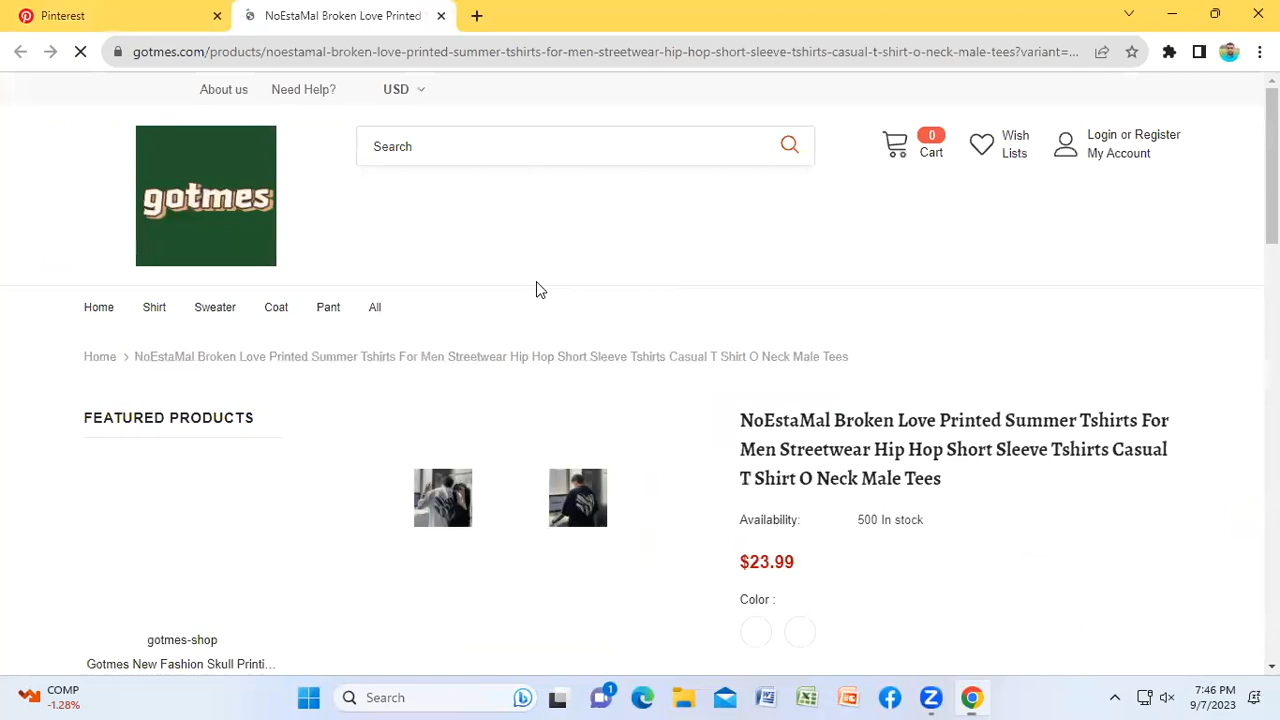 Pinterest
NoEstaMal Broken Love Printed
gotmes.com/products/noestamal-broken-love-printed-summer-tshirts-for-men-streetwear-hip-hop-short-sleeve-tshirts-casual-t-shirt-o-neck-male-tees?variant=...
About us Need Help? USD
gotmes
Search
0
Cart
Wish
Lists
Login or Register
My Account
Home Shirt Sweater Coat Pant All
Home > NoEstaMal Broken Love Printed Summer Tshirts For Men Streetwear Hip Hop Short Sleeve Tshirts Casual T Shirt O Neck Male Tees
FEATURED PRODUCTS
NoEstaMal Broken Love Printed Summer Tshirts For
Men Streetwear Hip Hop Short Sleeve Tshirts Casual
T Shirt O Neck Male Tees
Availability: 500 In stock
$23.99
Color :
gotmes-shop
Gotmes New Fashion Skull Printi...
COMP
-1.28%
Search
1
7:46 PM
9/7/2023